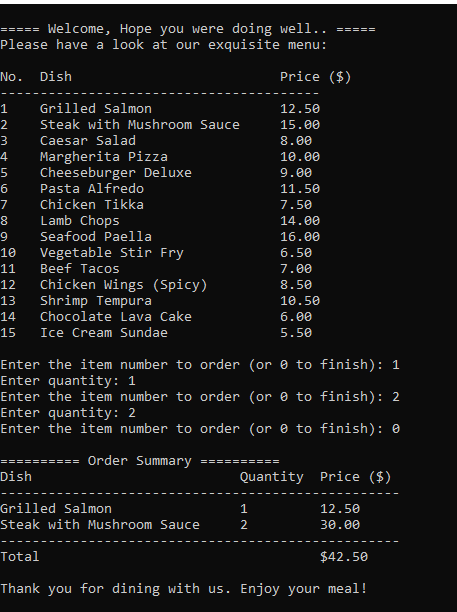 ===== Welcome, Hope you were doing well.. =====
Please have a look at our exquisite menu:
No.  Dish                          Price ($)
----------------------------------------
1    Grilled Salmon                12.50
2    Steak with Mushroom Sauce     15.00
3    Caesar Salad                  8.00
4    Margherita Pizza              10.00
5    Cheeseburger Deluxe           9.00
6    Pasta Alfredo                 11.50
7    Chicken Tikka                 7.50
8    Lamb Chops                    14.00
9    Seafood Paella                16.00
10   Vegetable Stir Fry            6.50
11   Beef Tacos                    7.00
12   Chicken Wings (Spicy)         8.50
13   Shrimp Tempura                10.50
14   Chocolate Lava Cake           6.00
15   Ice Cream Sundae              5.50
Enter the item number to order (or 0 to finish): 1
Enter quantity: 1
Enter the item number to order (or 0 to finish): 2
Enter quantity: 2
Enter the item number to order (or 0 to finish): 0
========== Order Summary ==========
Dish                          Quantity  Price ($)
--------------------------------------------------
Grilled Salmon                1         12.50
Steak with Mushroom Sauce     2         30.00
--------------------------------------------------
Total                                   $42.50
Thank you for dining with us. Enjoy your meal!